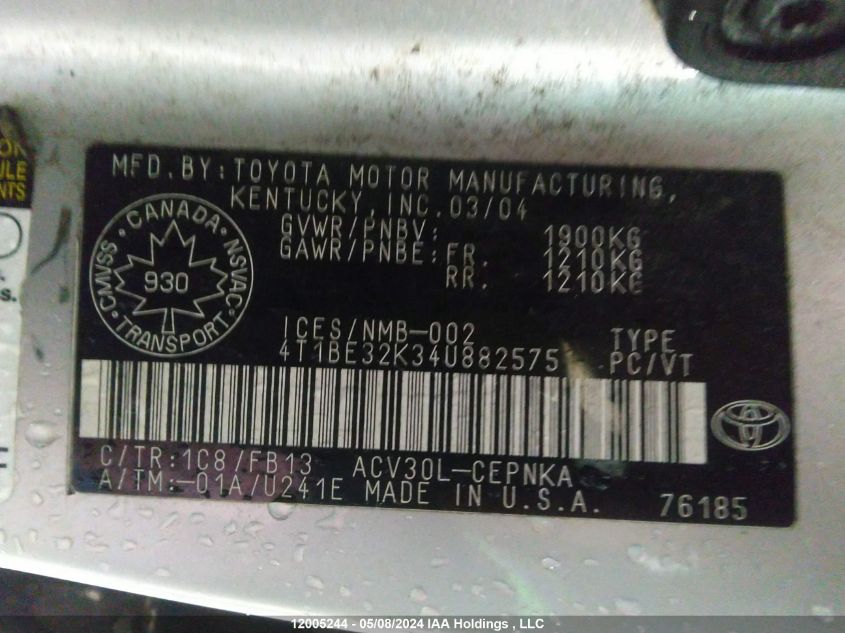 MFD. BY: TOYOTA MOTOR MANUFACTURING,
KENTUCKY, INC. 03/04
GVWR/PNBV: 1900KG
GAWR/PNBE: FR. 1210KG
RR. 1210KG
CANADA
CMVSS NSVAC
930
TRANSPORT
ICES/NMB-002
4T1BE32K34U882575
TYPE
PC/VT
C/TR: 1C8/FB13 ACV30L-CEPNKA
A/TM: -01A/U241E MADE IN U.S.A.
76185
12005244 - 05/08/2024 IAA Holdings , LLC